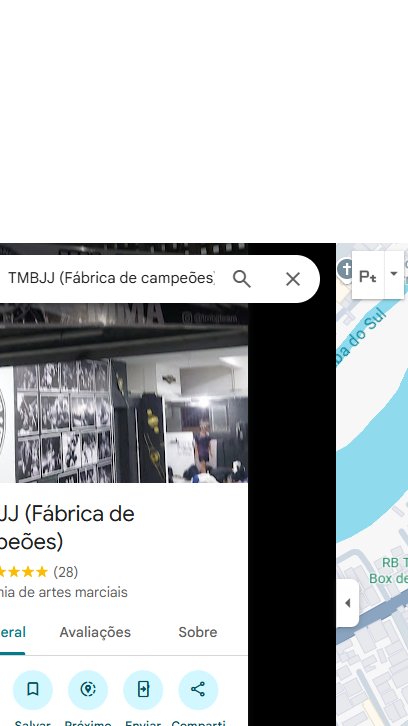 TMBJJ (Fábrica de campeões)
Pt
ba do Sul
JJ (Fábrica de
peões)
(28)
nia de artes marciais
RB T
Box de
eral
Avaliações
Sobre
Salvar
Próximo
Enviar
Comparti